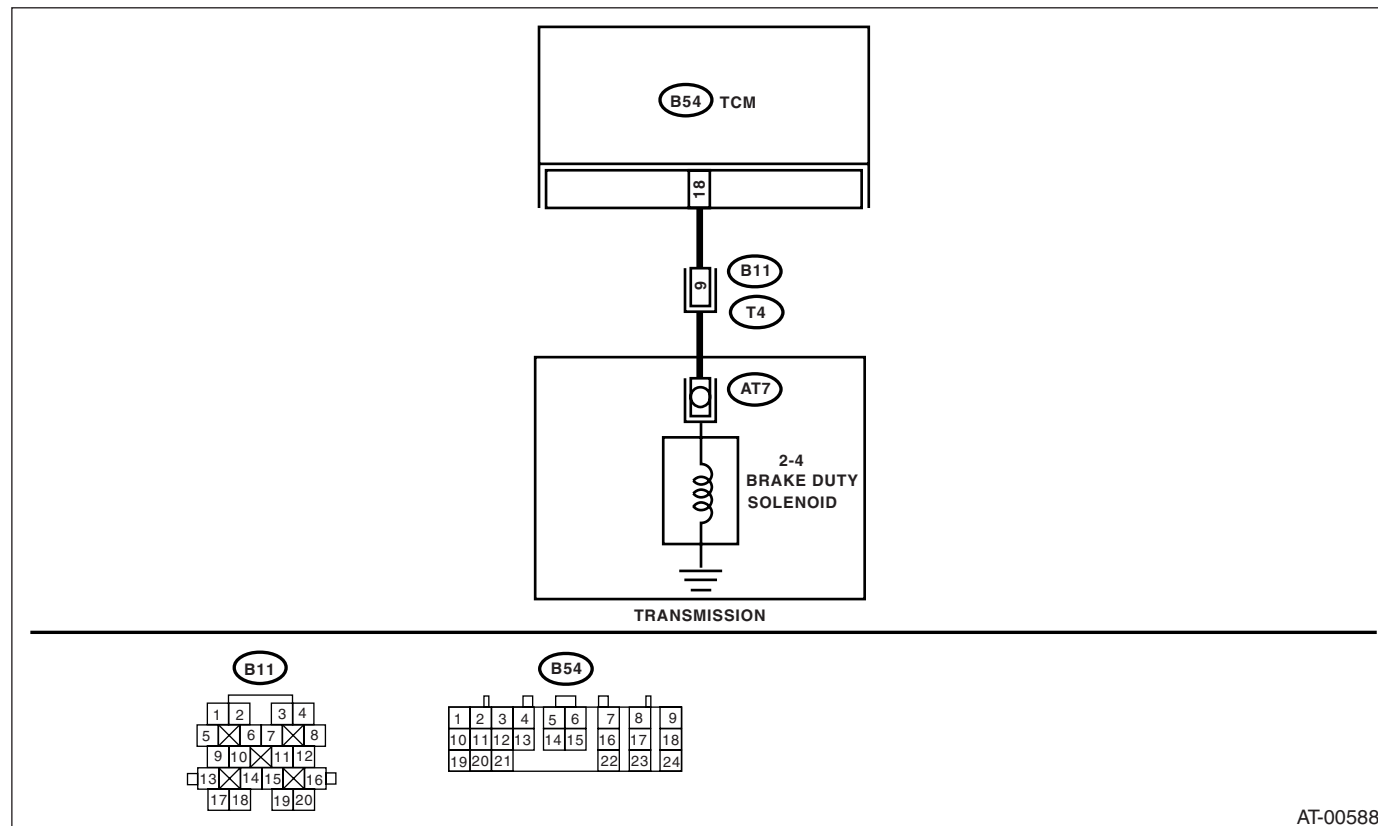 B54 TCM
18
B11
9
T4
AT7
2-4
BRAKE DUTY
SOLENOID
TRANSMISSION
B11
1 2 3 4
5 6 7 8
9 10 11 12
13 14 15 16
17 18 19 20
B54
1 2 3 4 5 6 7 8 9
10 11 12 13 14 15 16 17 18
19 20 21 22 23 24
AT-00588